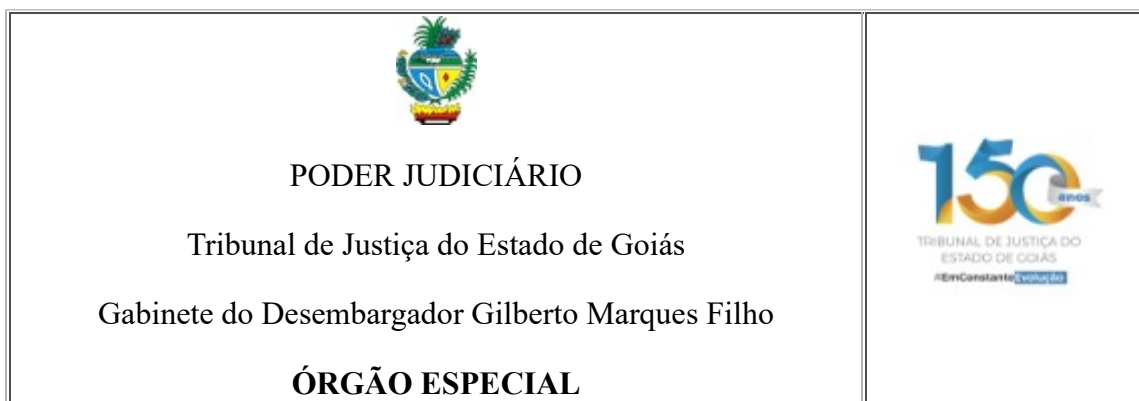 PODER JUDICIÁRIO
Tribunal de Justiça do Estado de Goiás
Gabinete do Desembargador Gilberto Marques Filho
ÓRGÃO ESPECIAL
150
anos
TRIBUNAL DE JUSTIÇA DO
ESTADO DE GOIÁS
#EmConstanteEvolução